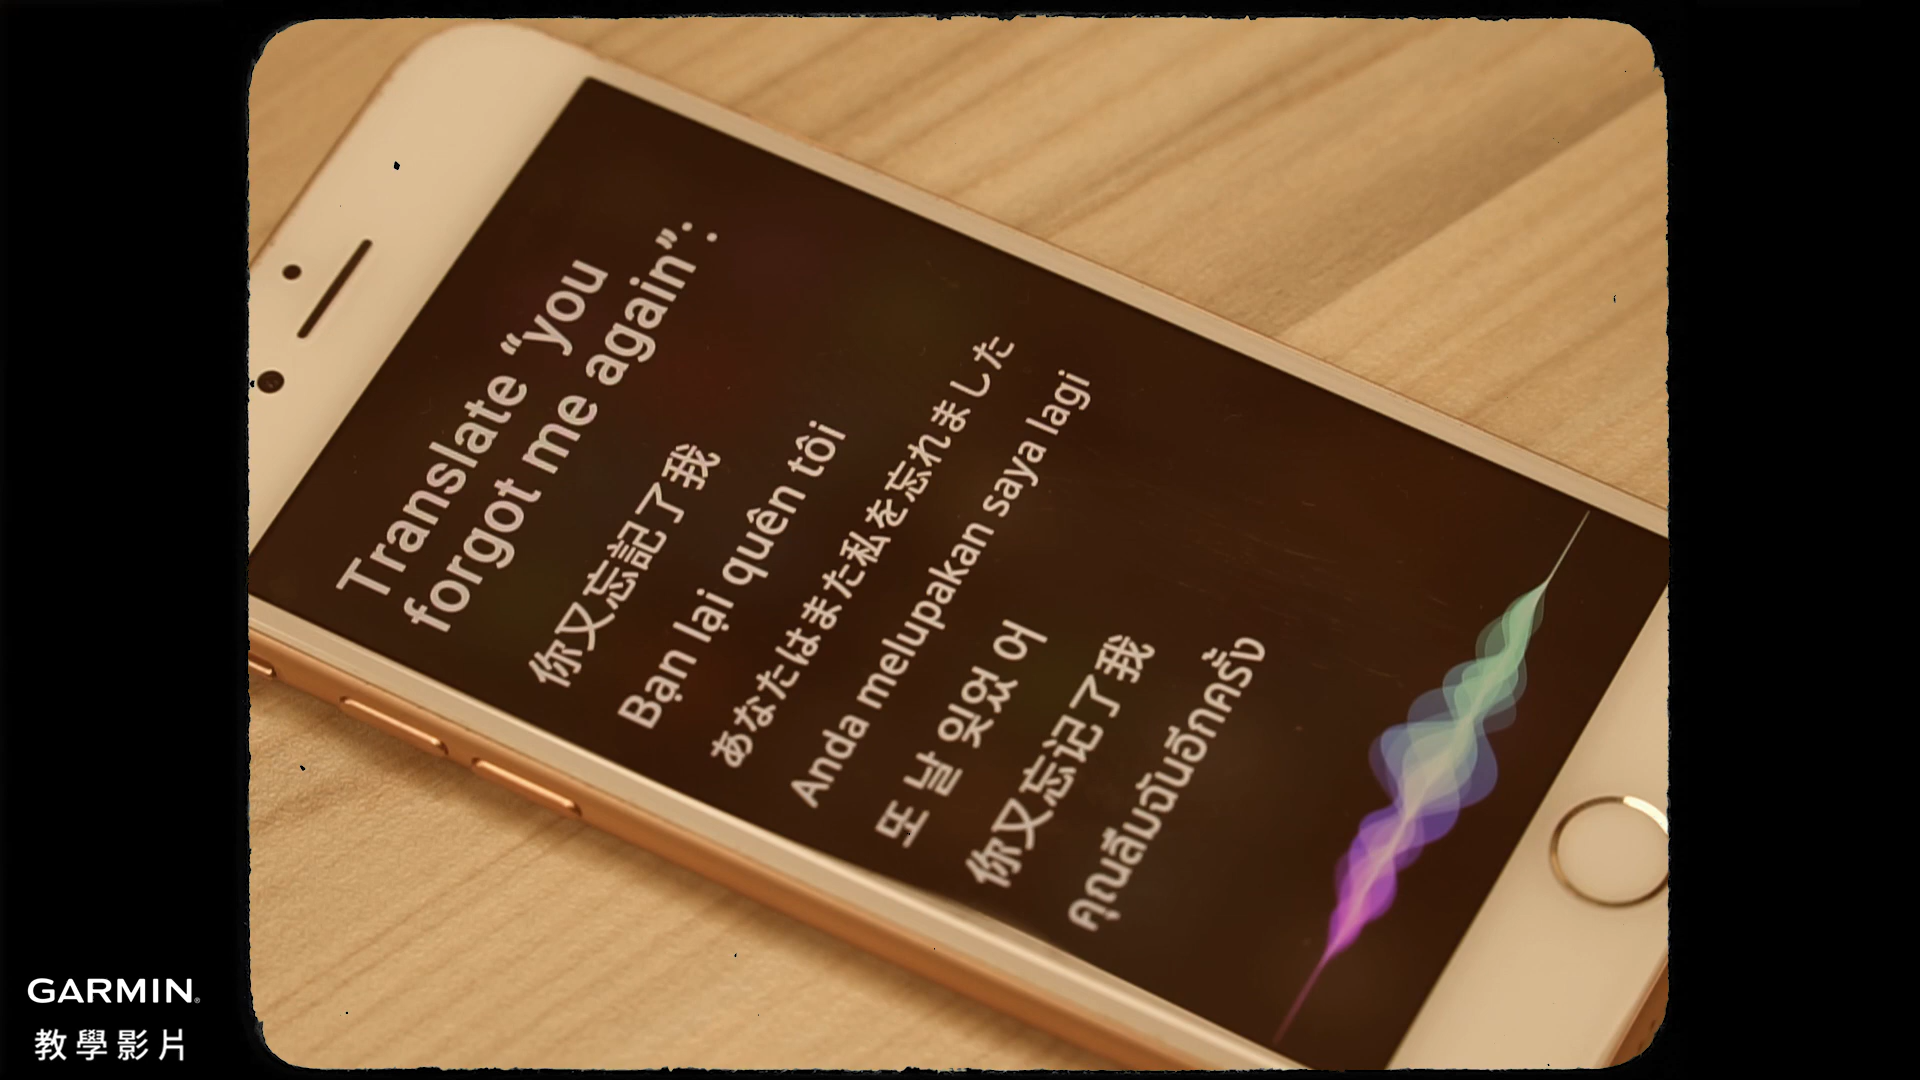 Translate “you
forgot me again”:
你又忘記了我
Bạn lại quên tôi
あなたはまた私を忘れました
Anda melupakan saya lagi
또 날 잊었 어
你又忘记了我
คุณลืมฉันอีกครั้ง
GARMIN®
教學影片